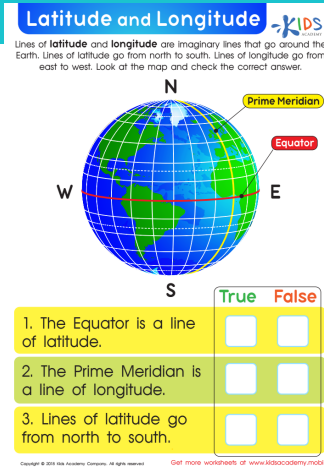 Latitude and Longitude
KIDS
ACADEMY
Lines of latitude and longitude are imaginary lines that go around the
Earth. Lines of latitude go from north to south. Lines of longitude go from
east to west. Look at the map and check the correct answer.
N
Prime Meridian
Equator
W
E
S
True False
1. The Equator is a line
of latitude.
2. The Prime Meridian is
a line of longitude.
3. Lines of latitude go
from north to south.
Copyright © 2015 Kids Academy Company. All rights reserved
Get more worksheets at www.kidsacademy.mobi